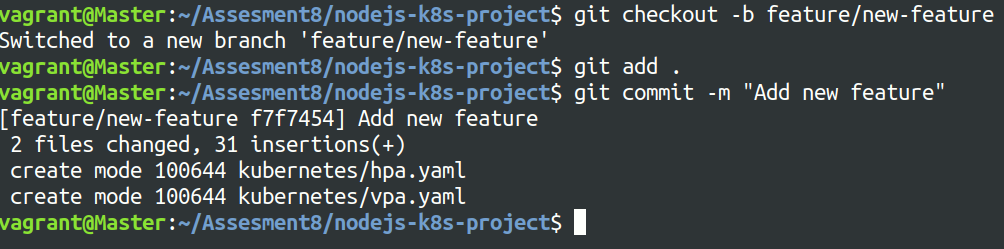 vagrant@Master:~/Assesment8/nodejs-k8s-project$ git checkout -b feature/new-feature
Switched to a new branch 'feature/new-feature'
vagrant@Master:~/Assesment8/nodejs-k8s-project$ git add .
vagrant@Master:~/Assesment8/nodejs-k8s-project$ git commit -m "Add new feature"
[feature/new-feature f7f7454] Add new feature
 2 files changed, 31 insertions(+)
 create mode 100644 kubernetes/hpa.yaml
 create mode 100644 kubernetes/vpa.yaml
vagrant@Master:~/Assesment8/nodejs-k8s-project$